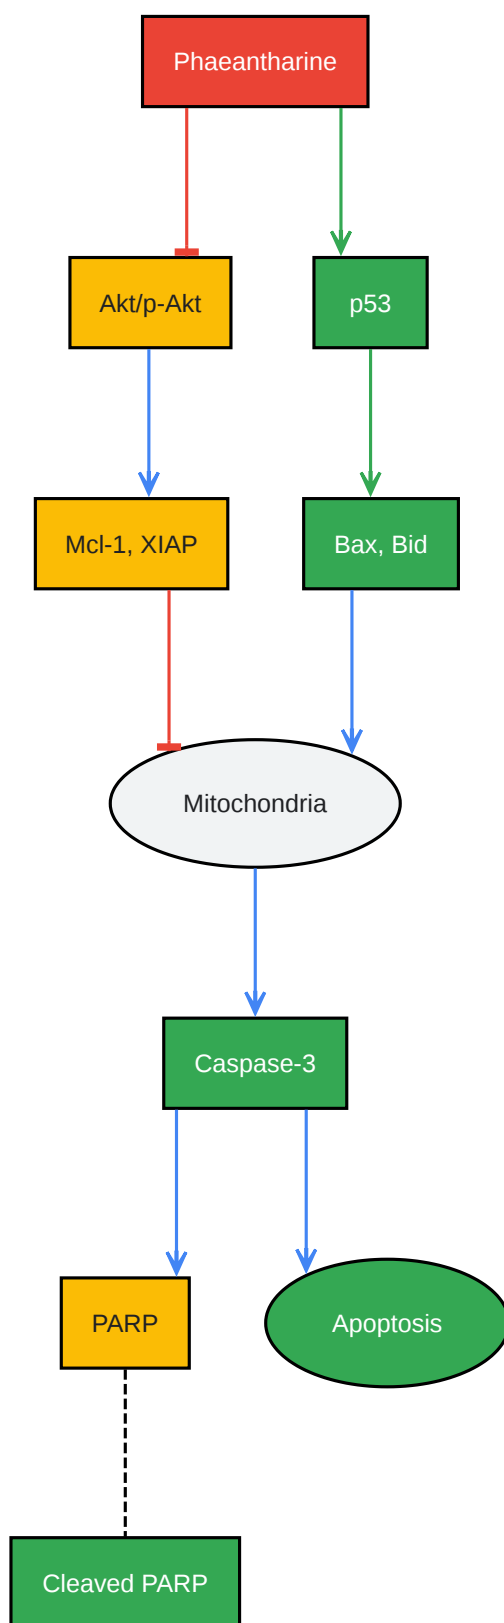 Phaeantharine
Akt/p-Akt
p53
Mcl-1, XIAP
Bax, Bid
Mitochondria
Caspase-3
PARP
Apoptosis
Cleaved PARP